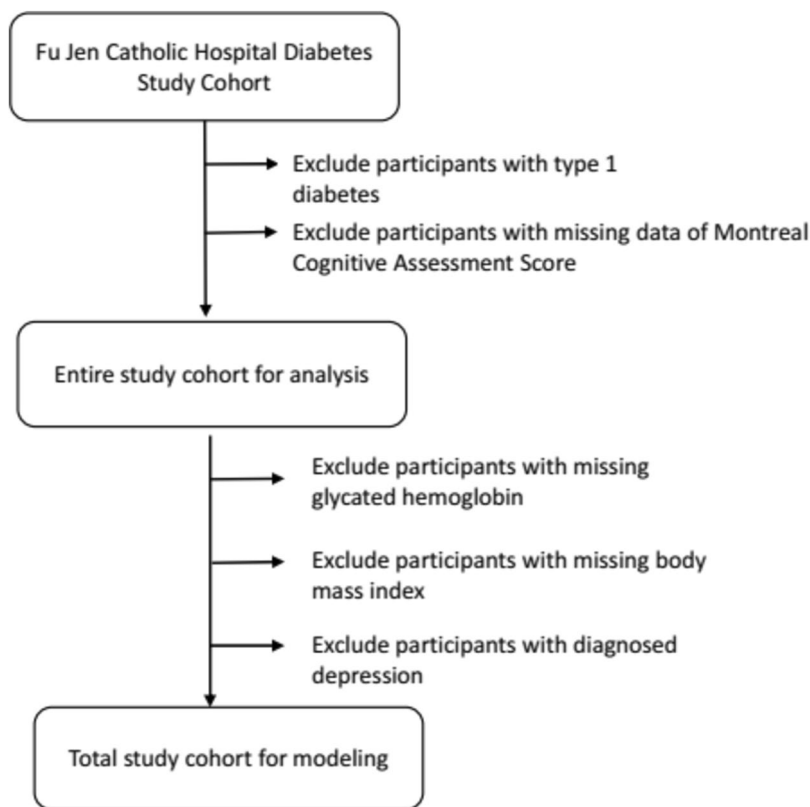 Fu Jen Catholic Hospital Diabetes
Study Cohort
Exclude participants with type 1
diabetes
Exclude participants with missing data of Montreal
Cognitive Assessment Score
Entire study cohort for analysis
Exclude participants with missing
glycated hemoglobin
Exclude participants with missing body
mass index
Exclude participants with diagnosed
depression
Total study cohort for modeling